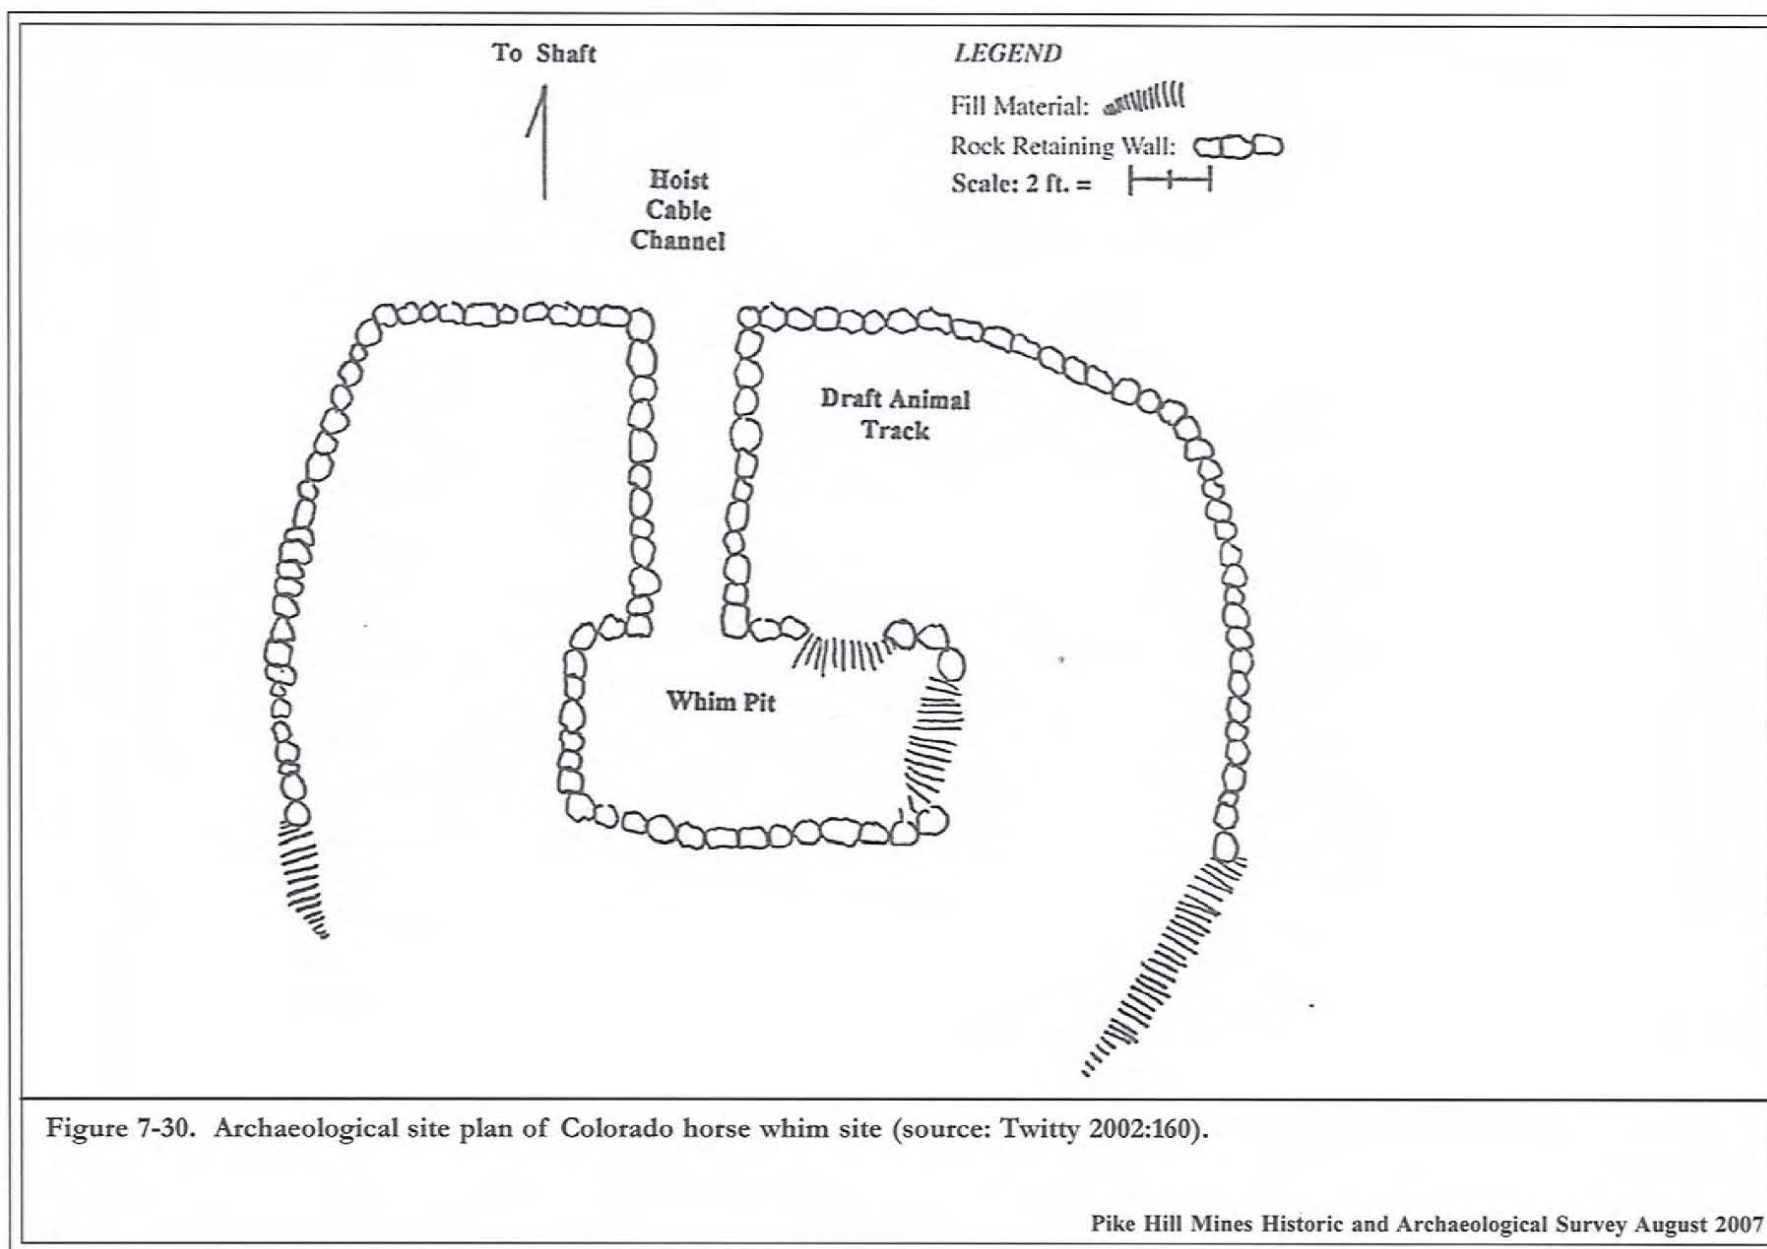 To Shaft
LEGEND
Fill Material:
Rock Retaining Wall:
Scale: 2 ft. =
Hoist
Cable
Channel
Draft Animal
Track
Whim Pit
Figure 7-30. Archaeological site plan of Colorado horse whim site (source: Twitty 2002:160).
Pike Hill Mines Historic and Archaeological Survey August 2007